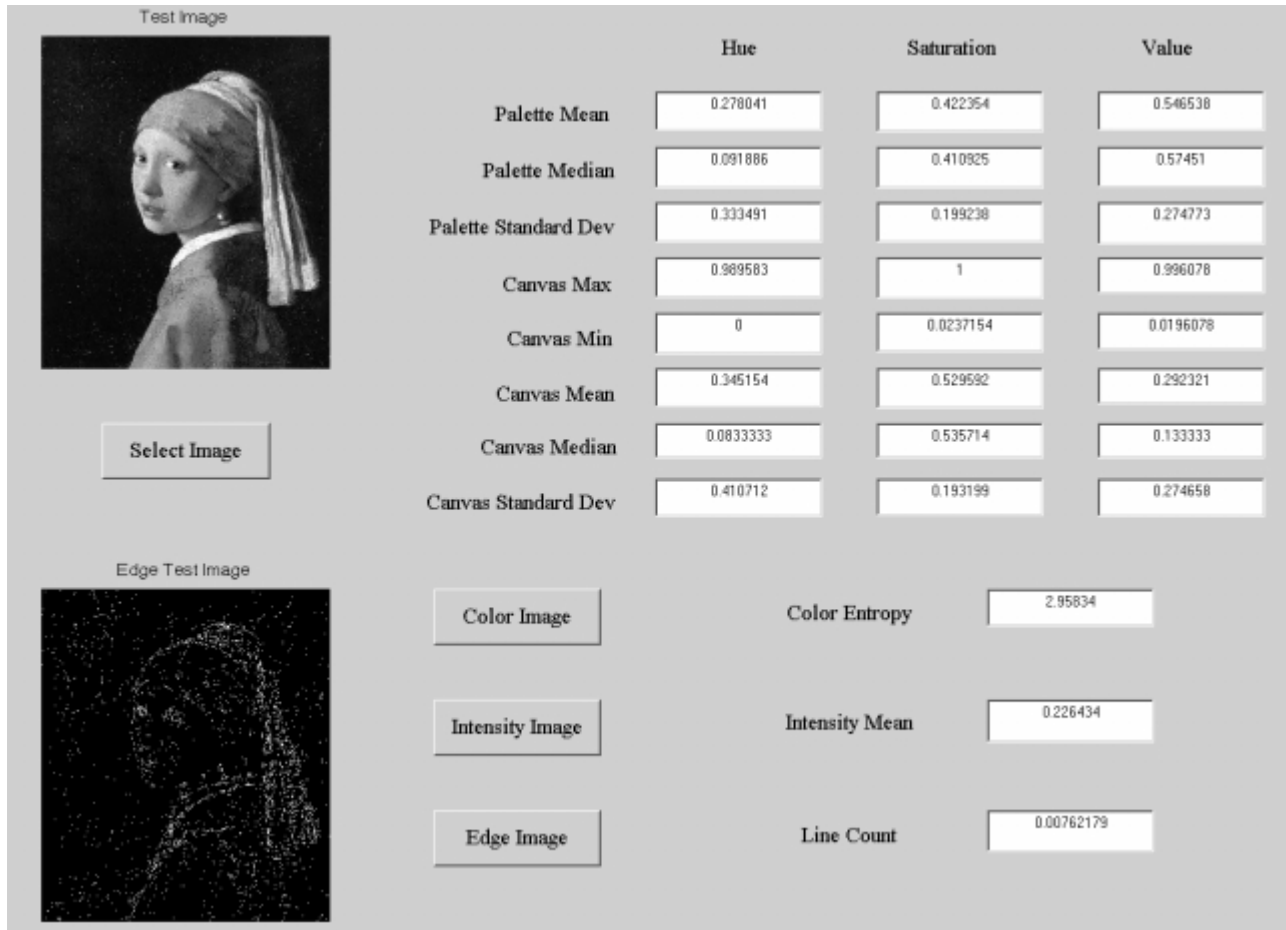 Test Image
Hue Saturation Value
Palette Mean 0.278041 0.422354 0.546538
Palette Median 0.091886 0.410925 0.57451
Palette Standard Dev 0.333491 0.199238 0.274773
Canvas Max 0.989583 1 0.996078
Canvas Min 0 0.0237154 0.0196078
Canvas Mean 0.345154 0.529592 0.292321
Canvas Median 0.0833333 0.535714 0.133333
Select Image
Canvas Standard Dev 0.410712 0.193199 0.274658
Edge Test Image
Color Image Color Entropy 2.95834
Intensity Image Intensity Mean 0.226434
Edge Image Line Count 0.00762179